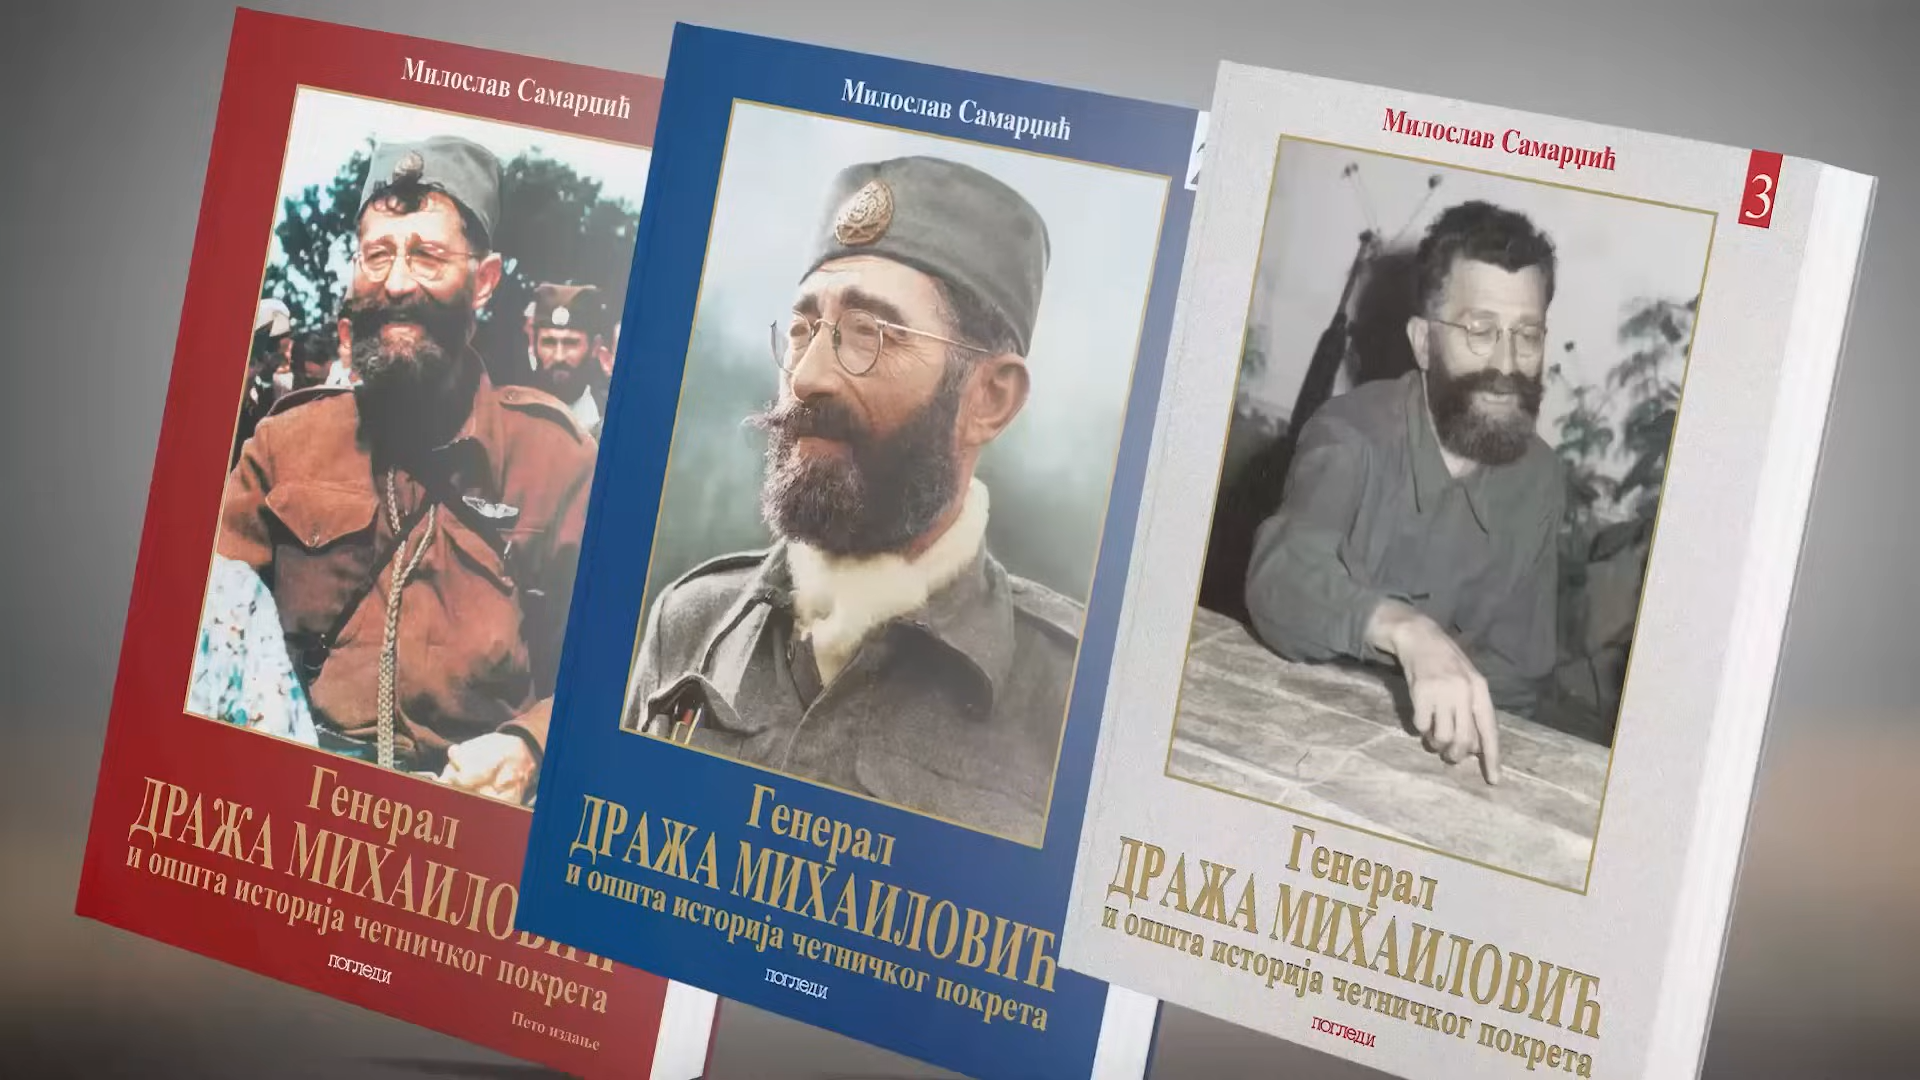 Милослав Самарџић
Генерал
ДРАЖА МИХАИЛОВИЋ
и општа историја четничког покрета
погледи
Пето издање
Милослав Самарџић
Генерал
ДРАЖА МИХАИЛОВИЋ
и општа историја четничког покрета
погледи
Милослав Самарџић
3
Генерал
ДРАЖА МИХАИЛОВИЋ
и општа историја четничког покрета
погледи